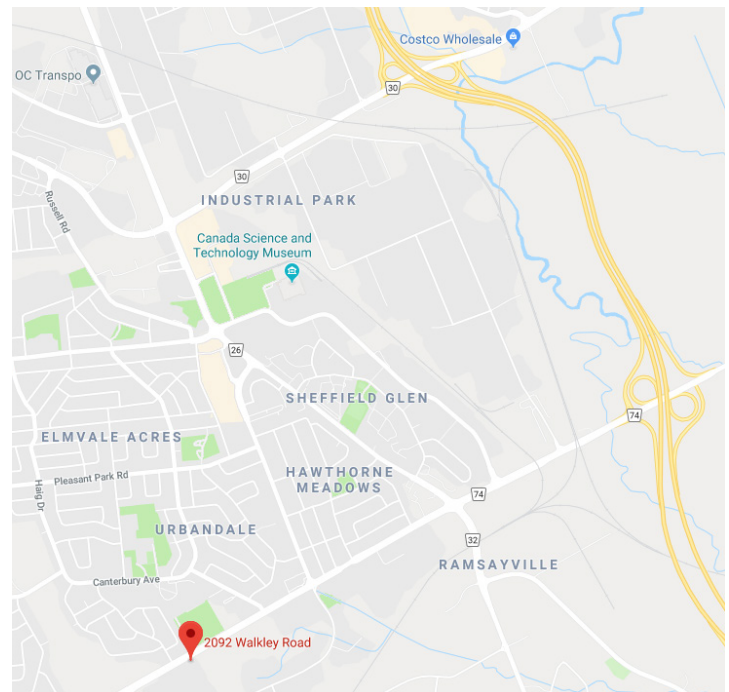 Costco Wholesale
OC Transpo
30
30
Russell Rd
INDUSTRIAL PARK
Canada Science and
Technology Museum
26
SHEFFIELD GLEN
74
ELMVALE ACRES
HAWTHORNE
MEADOWS
Pleasant Park Rd
Haig Dr
74
URBANDALE
32
RAMSAYVILLE
Canterbury Ave
2092 Walkley Road